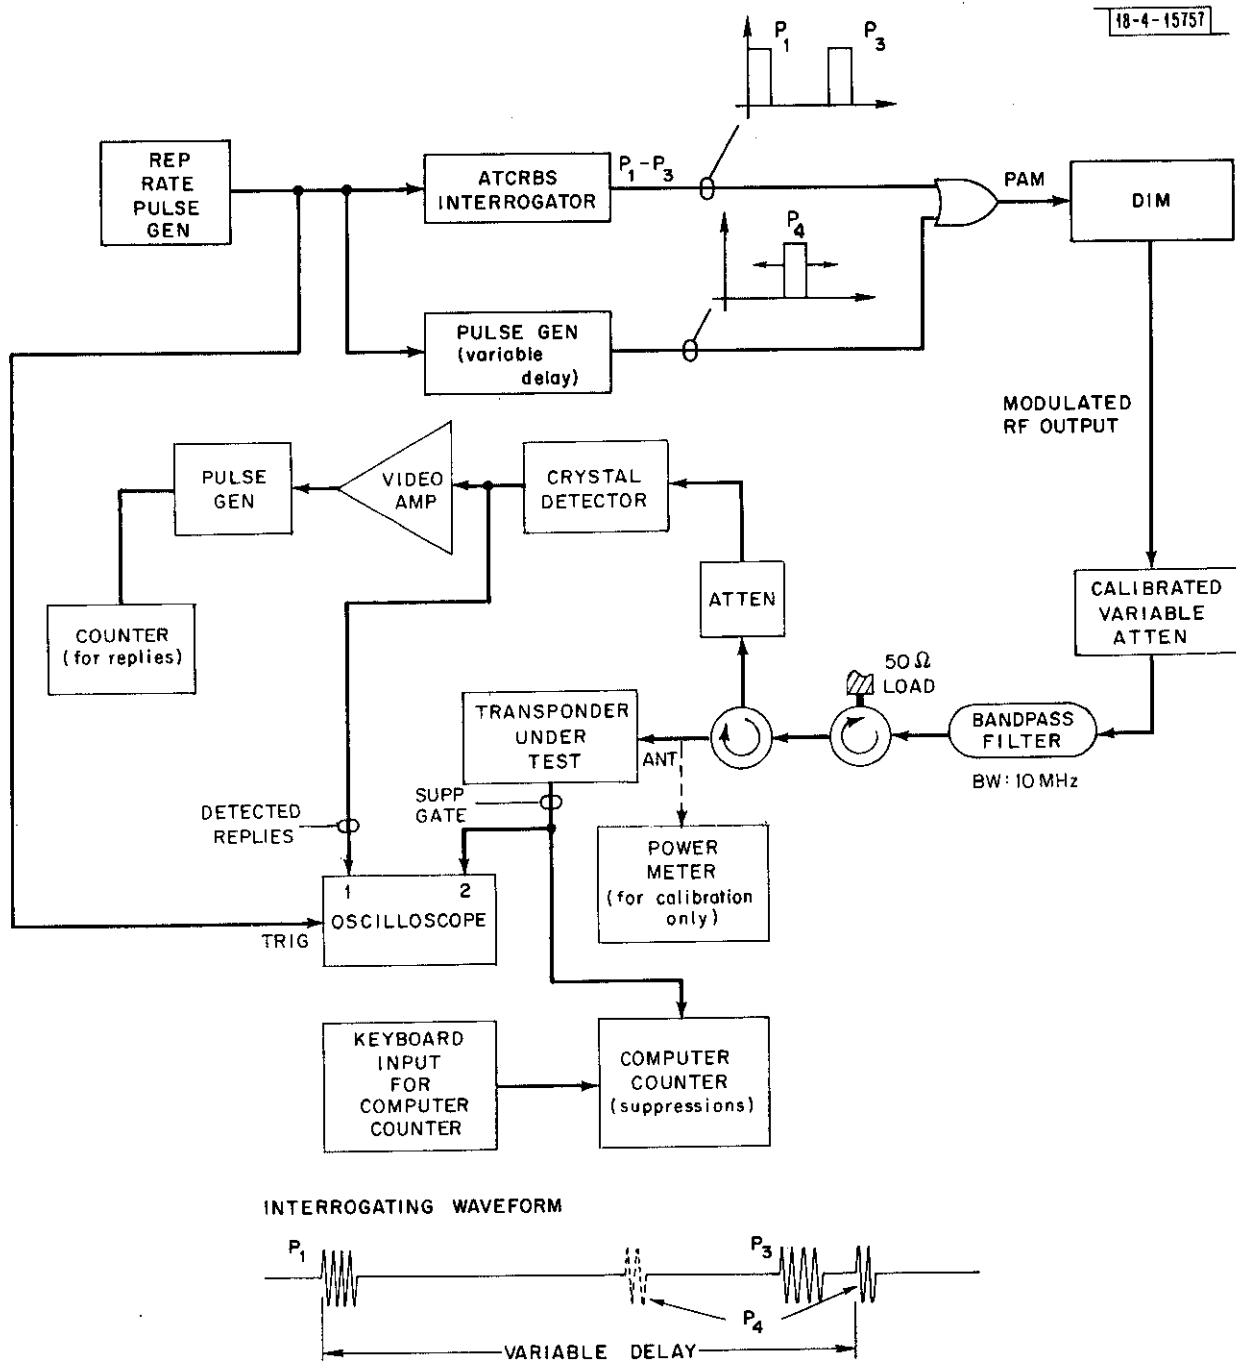 18-4-15757
P1 P3
REP
RATE
PULSE
GEN
ATCRBS
INTERROGATOR
P1-P3
PAM
DIM
P4
PULSE GEN
(variable
delay)
MODULATED
RF OUTPUT
PULSE
GEN
VIDEO
AMP
CRYSTAL
DETECTOR
ATTEN
CALIBRATED
VARIABLE
ATTEN
COUNTER
(for replies)
50Ω
LOAD
TRANSPONDER
UNDER
TEST
ANT
BANDPASS
FILTER
BW: 10 MHz
SUPP
GATE
DETECTED
REPLIES
POWER
METER
(for calibration
only)
1 2
OSCILLOSCOPE
TRIG
KEYBOARD
INPUT
FOR
COMPUTER
COUNTER
COMPUTER
COUNTER
(suppressions)
INTERROGATING WAVEFORM
P1 P3
P4
VARIABLE DELAY